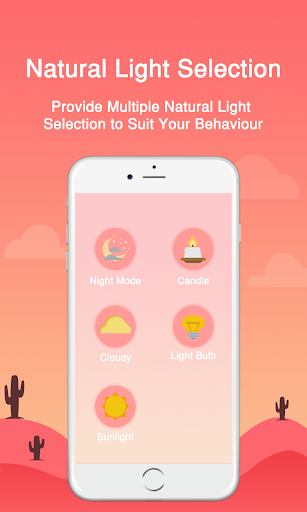 Natural Light Selection
Provide Multiple Natural Light
Selection to Suit Your Behaviour
Night Mode
Candle
Cloudy
Light Bulb
Sunlight